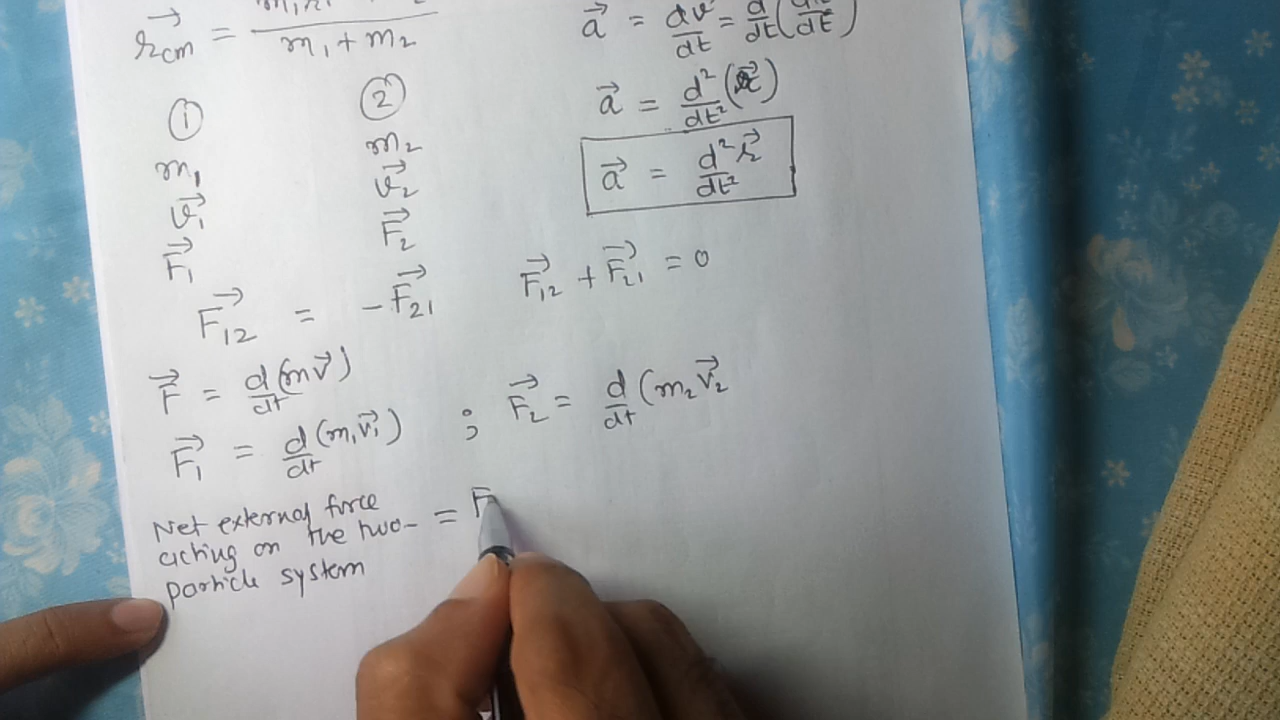 r⃗cm = / m₁ + m₂
a⃗ = dv/dt = d/dt( /dt)
① ②
a⃗ = d²/dt² (r⃗)
m₁ m₂
a⃗ = d²r⃗/dt²
v⃗₁ v⃗₂
F⃗₁ F⃗₂
F⃗₁₂ = -F⃗₂₁
F⃗₁₂ + F⃗₂₁ = 0
F⃗ = d/dt(mv⃗)
F⃗₁ = d/dt(m₁v⃗₁) ; F⃗₂ = d/dt(m₂v⃗₂
Net external force
acting on the two-
particle system
= F